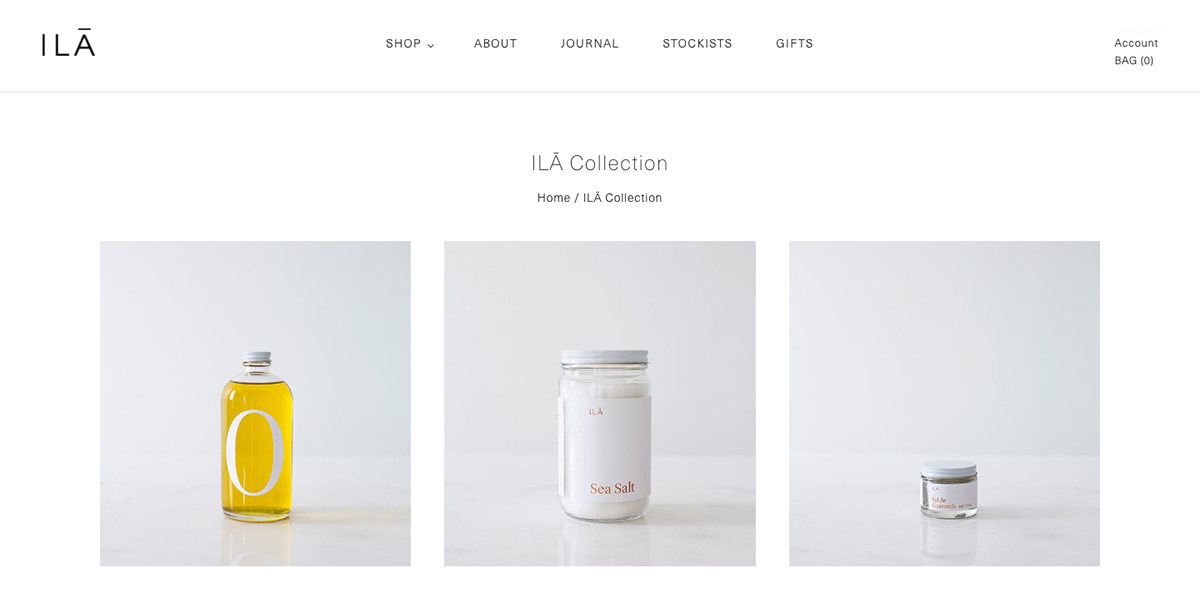 ILĀ
SHOP
ABOUT
JOURNAL
STOCKISTS
GIFTS
Account
BAG (0)
ILĀ Collection
Home / ILĀ Collection
O
ILĀ
Sea Salt
ILĀ
Sel de
Guérande